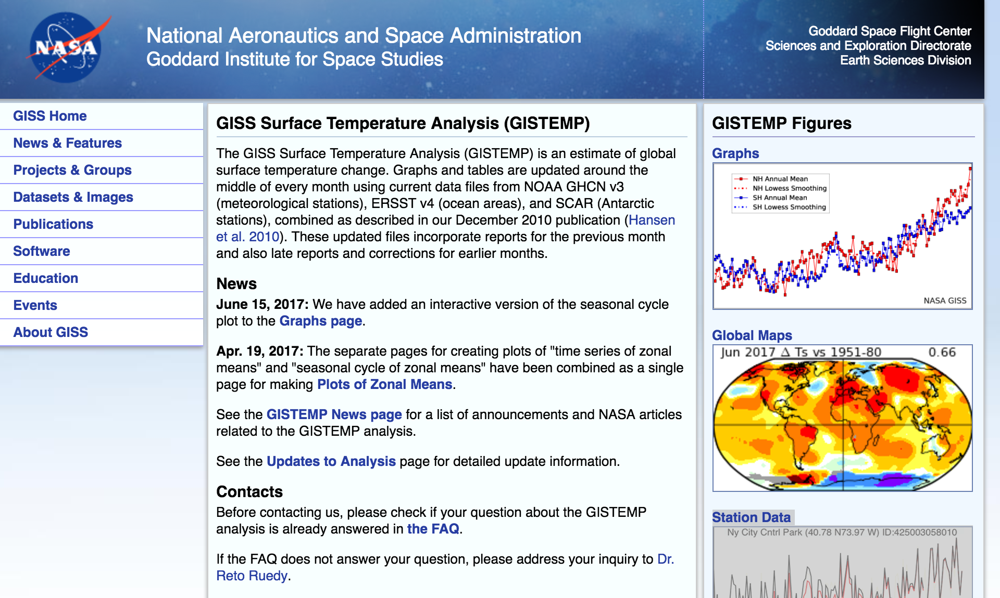 NASA
National Aeronautics and Space Administration
Goddard Institute for Space Studies
Goddard Space Flight Center
Sciences and Exploration Directorate
Earth Sciences Division
GISS Home
News & Features
Projects & Groups
Datasets & Images
Publications
Software
Education
Events
About GISS
GISS Surface Temperature Analysis (GISTEMP)
The GISS Surface Temperature Analysis (GISTEMP) is an estimate of global
surface temperature change. Graphs and tables are updated around the
middle of every month using current data files from NOAA GHCN v3
(meteorological stations), ERSST v4 (ocean areas), and SCAR (Antarctic
stations), combined as described in our December 2010 publication (Hansen
et al. 2010). These updated files incorporate reports for the previous month
and also late reports and corrections for earlier months.
News
June 15, 2017: We have added an interactive version of the seasonal cycle
plot to the Graphs page.
Apr. 19, 2017: The separate pages for creating plots of "time series of zonal
means" and "seasonal cycle of zonal means" have been combined as a single
page for making Plots of Zonal Means.
See the GISTEMP News page for a list of announcements and NASA articles
related to the GISTEMP analysis.
See the Updates to Analysis page for detailed update information.
Contacts
Before contacting us, please check if your question about the GISTEMP
analysis is already answered in the FAQ.
If the FAQ does not answer your question, please address your inquiry to Dr.
Reto Ruedy.
GISTEMP Figures
Graphs
NH Annual Mean
NH Lowess Smoothing
SH Annual Mean
SH Lowess Smoothing
NASA GISS
Global Maps
Jun 2017 Δ Ts vs 1951-80 0.66
Station Data
Ny City Cntrl Park (40.78 N73.97 W) ID:425003058010